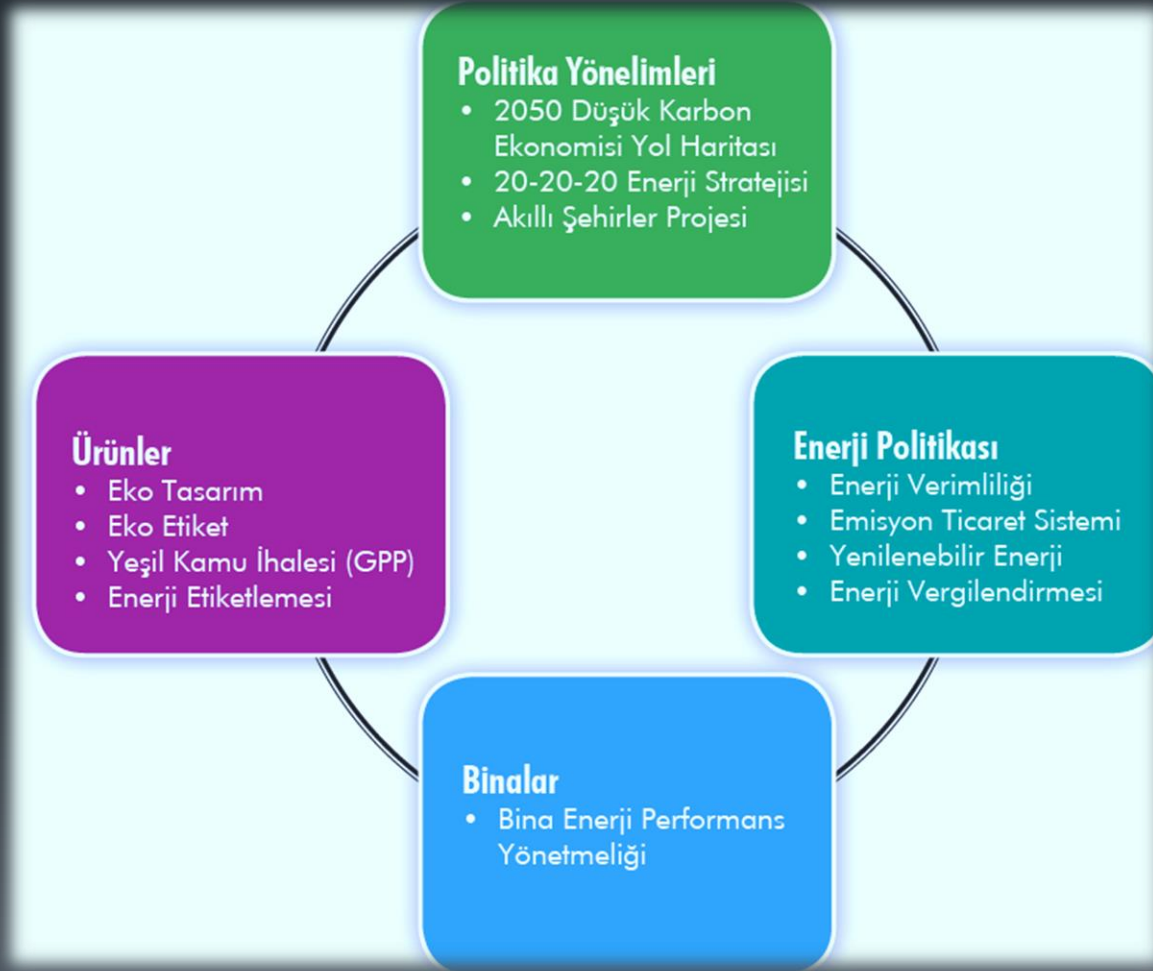 Politika Yönelimleri
• 2050 Düşük Karbon
Ekonomisi Yol Haritası
• 20-20-20 Enerji Stratejisi
• Akıllı Şehirler Projesi
Ürünler
• Eko Tasarım
• Eko Etiket
• Yeşil Kamu İhalesi (GPP)
• Enerji Etiketlemesi
Enerji Politikası
• Enerji Verimliliği
• Emisyon Ticaret Sistemi
• Yenilenebilir Enerji
• Enerji Vergilendirmesi
Binalar
• Bina Enerji Performans
Yönetmeliği